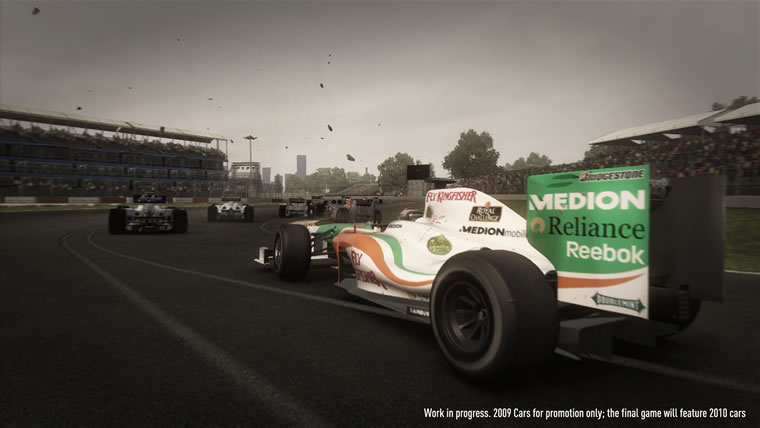 FLY KINGFISHER
ROYAL
CHALLENGE
MEDION mobile
FLY
BRIDGESTONE
MEDION
Reliance
Reebok
DOUBLEMINT
Work in progress. 2009 Cars for promotion only; the final game will feature 2010 cars